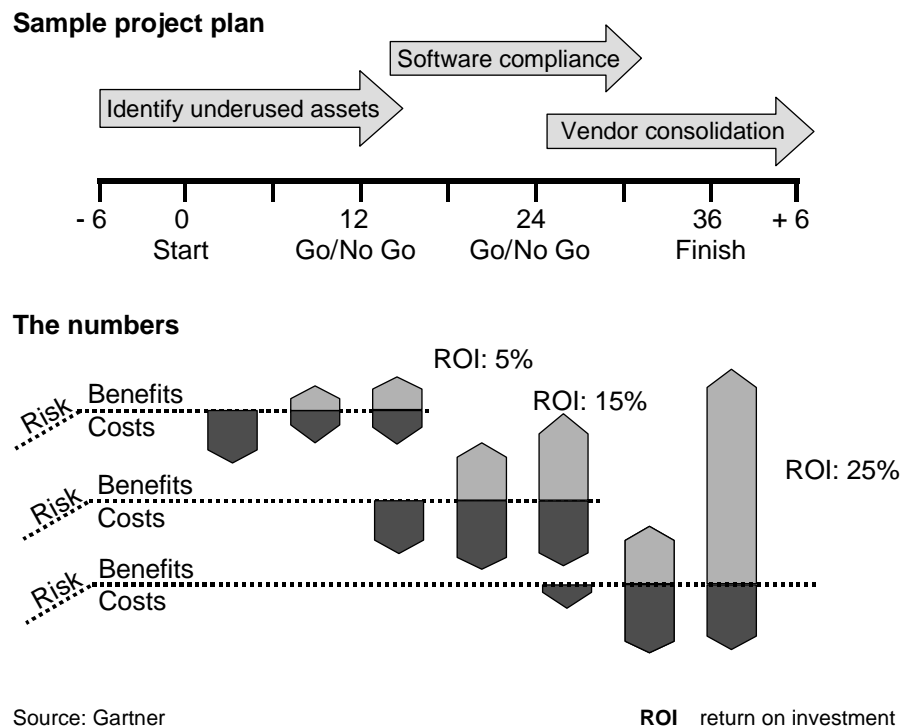 Sample project plan
Software compliance
Identify underused assets
Vendor consolidation
- 6 0 12 24 36 + 6
Start Go/No Go Go/No Go Finish
The numbers
ROI: 5%
Risk Benefits
Costs
ROI: 15%
ROI: 25%
Risk Benefits
Costs
Risk Benefits
Costs
Source: Gartner ROI return on investment